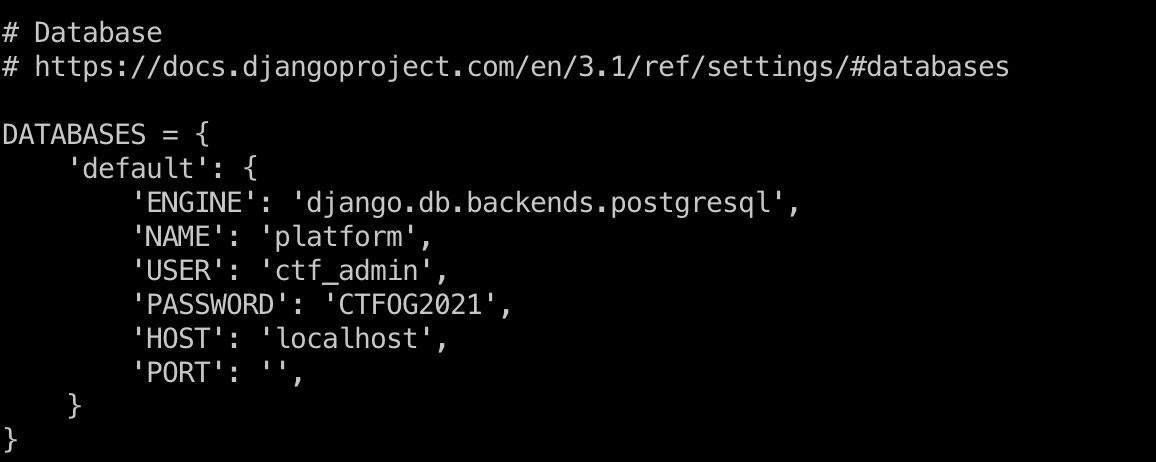 # Database
# https://docs.djangoproject.com/en/3.1/ref/settings/#databases

DATABASES = {
    'default': {
        'ENGINE': 'django.db.backends.postgresql',
        'NAME': 'platform',
        'USER': 'ctf_admin',
        'PASSWORD': 'CTFOG2021',
        'HOST': 'localhost',
        'PORT': '',
    }
}